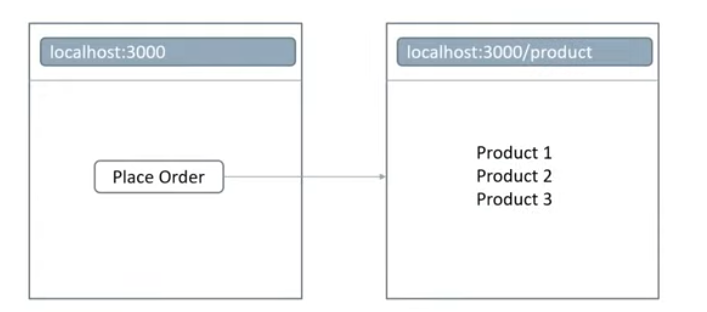 localhost:3000
Place Order
localhost:3000/product
Product 1
Product 2
Product 3